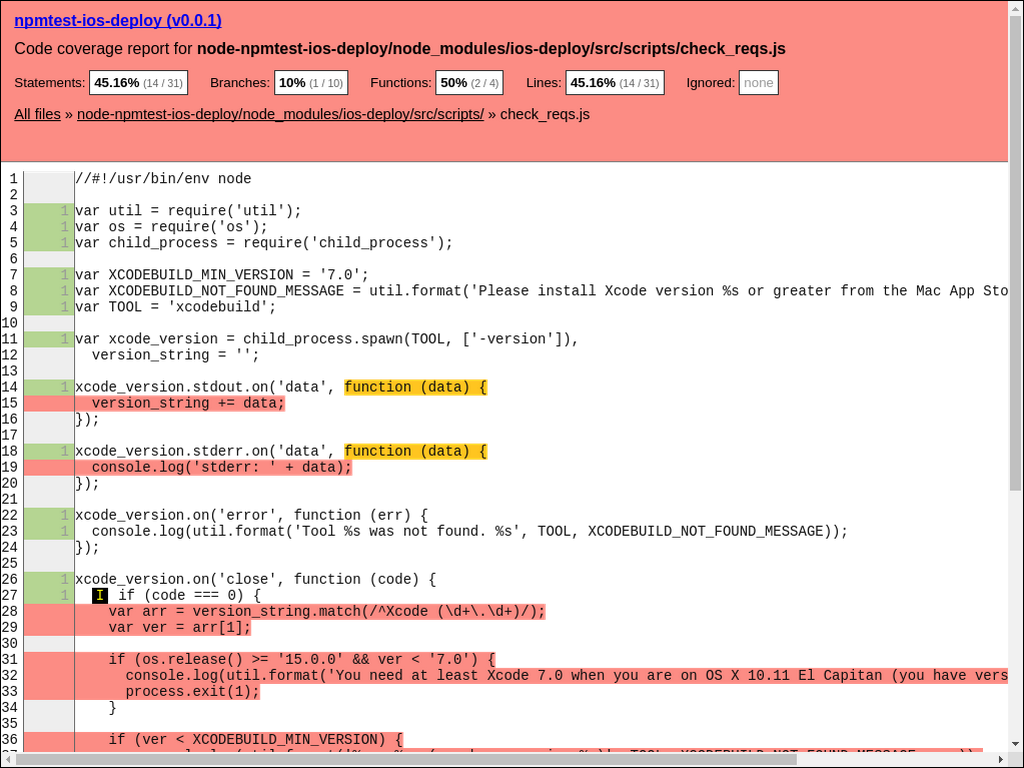 npmtest-ios-deploy (v0.0.1)
Code coverage report for node-npmtest-ios-deploy/node_modules/ios-deploy/src/scripts/check_reqs.js
Statements: 45.16% (14 / 31) Branches: 10% (1 / 10) Functions: 50% (2 / 4) Lines: 45.16% (14 / 31) Ignored: none
All files » node-npmtest-ios-deploy/node_modules/ios-deploy/src/scripts/ » check_reqs.js
1 //#!/usr/bin/env node
2
3 1 var util = require('util');
4 1 var os = require('os');
5 1 var child_process = require('child_process');
6
7 1 var XCODEBUILD_MIN_VERSION = '7.0';
8 1 var XCODEBUILD_NOT_FOUND_MESSAGE = util.format('Please install Xcode version %s or greater from the Mac App Sto
9 1 var TOOL = 'xcodebuild';
10
11 1 var xcode_version = child_process.spawn(TOOL, ['-version']),
12 version_string = '';
13
14 1 xcode_version.stdout.on('data', function (data) {
15 version_string += data;
16 });
17
18 1 xcode_version.stderr.on('data', function (data) {
19 console.log('stderr: ' + data);
20 });
21
22 1 xcode_version.on('error', function (err) {
23 1 console.log(util.format('Tool %s was not found. %s', TOOL, XCODEBUILD_NOT_FOUND_MESSAGE));
24 });
25
26 1 xcode_version.on('close', function (code) {
27 1 I if (code === 0) {
28 var arr = version_string.match(/^Xcode (\d+\.\d+)/);
29 var ver = arr[1];
30
31 if (os.release() >= '15.0.0' && ver < '7.0') {
32 console.log(util.format('You need at least Xcode 7.0 when you are on OS X 10.11 El Capitan (you have vers
33 process.exit(1);
34 }
35
36 if (ver < XCODEBUILD_MIN_VERSION) {